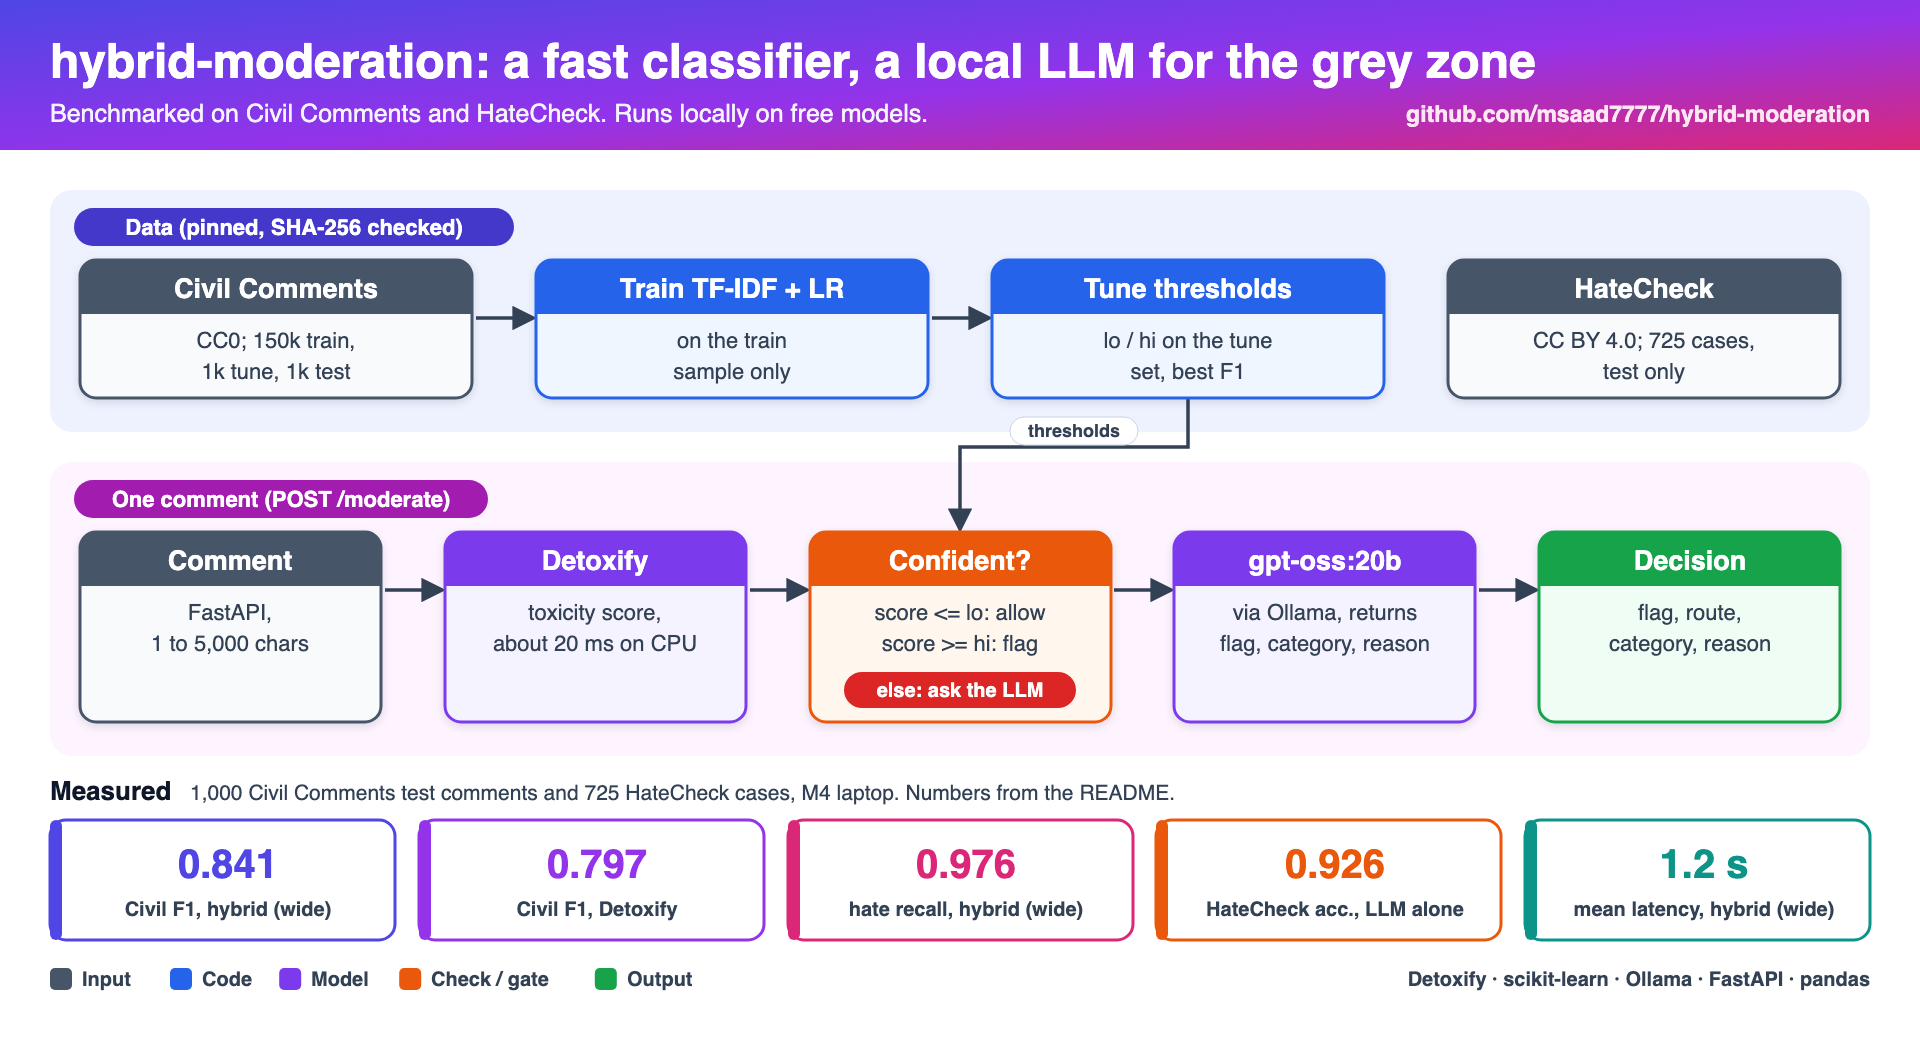 hybrid-moderation: a fast classifier, a local LLM for the grey zone
Benchmarked on Civil Comments and HateCheck. Runs locally on free models.
github.com/msaad7777/hybrid-moderation
Data (pinned, SHA-256 checked)
Civil Comments
CC0; 150k train,
1k tune, 1k test
Train TF-IDF + LR
on the train
sample only
Tune thresholds
lo / hi on the tune
set, best F1
HateCheck
CC BY 4.0; 725 cases,
test only
thresholds
One comment (POST /moderate)
Comment
FastAPI,
1 to 5,000 chars
Detoxify
toxicity score,
about 20 ms on CPU
Confident?
score <= lo: allow
score >= hi: flag
else: ask the LLM
gpt-oss:20b
via Ollama, returns
flag, category, reason
Decision
flag, route,
category, reason
Measured
1,000 Civil Comments test comments and 725 HateCheck cases, M4 laptop. Numbers from the README.
0.841
Civil F1, hybrid (wide)
0.797
Civil F1, Detoxify
0.976
hate recall, hybrid (wide)
0.926
HateCheck acc., LLM alone
1.2 s
mean latency, hybrid (wide)
Input
Code
Model
Check / gate
Output
Detoxify · scikit-learn · Ollama · FastAPI · pandas